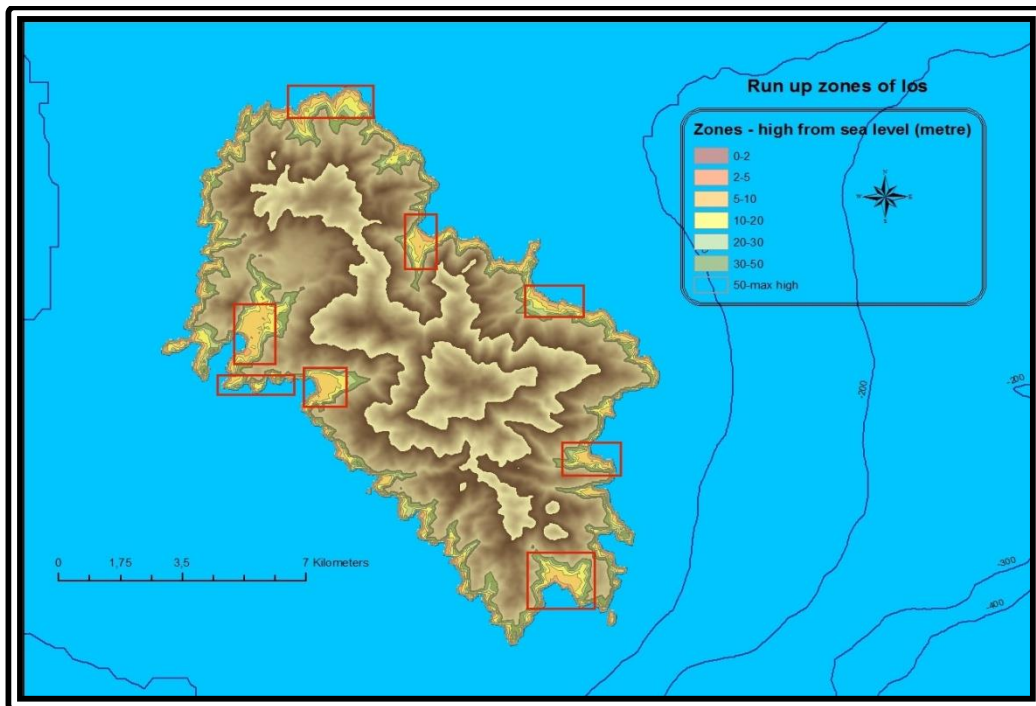 Run up zones of Ios
Zones - high from sea level (metre)
0-2
2-5
5-10
10-20
20-30
30-50
50-max high
-200
-200
-300
-400
0 1,75 3,5 7 Kilometers